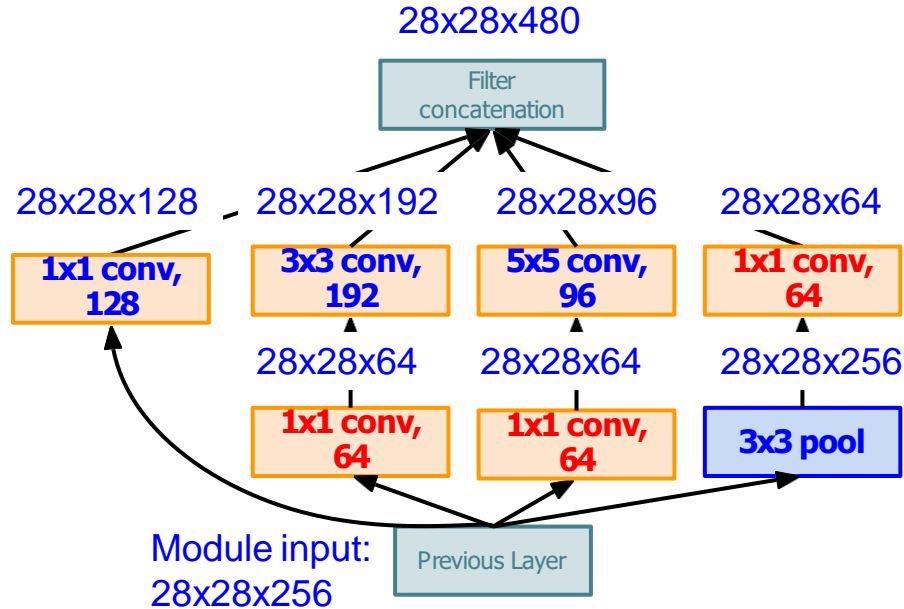 28x28x480
Filter
concatenation
28x28x128
28x28x192
28x28x96
28x28x64
1x1 conv,
128
3x3 conv,
192
5x5 conv,
96
1x1 conv,
64
28x28x64
28x28x64
28x28x256
1x1 conv,
64
1x1 conv,
64
3x3 pool
Module input:
28x28x256
Previous Layer